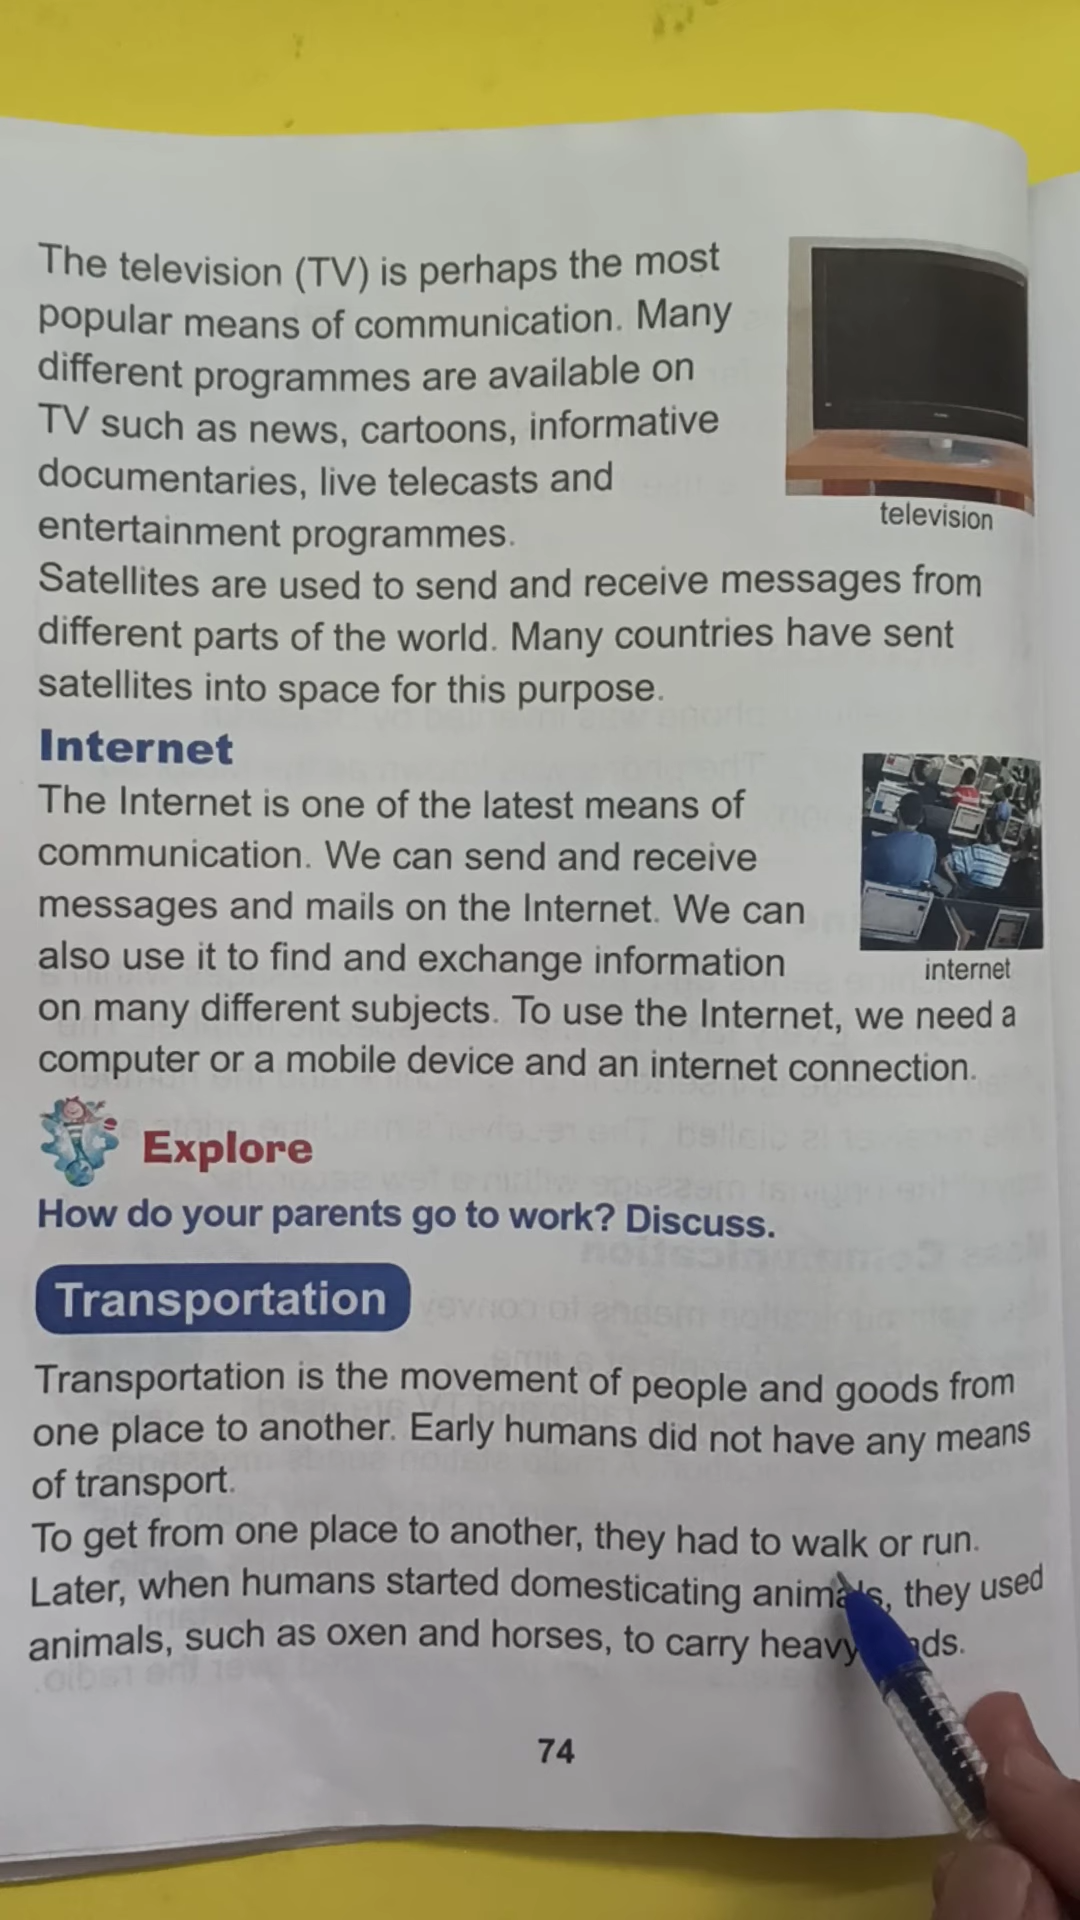 The television (TV) is perhaps the most
popular means of communication. Many
different programmes are available on
TV such as news, cartoons, informative
documentaries, live telecasts and
entertainment programmes.
television
Satellites are used to send and receive messages from
different parts of the world. Many countries have sent
satellites into space for this purpose.
Internet
The Internet is one of the latest means of
communication. We can send and receive
messages and mails on the Internet. We can
also use it to find and exchange information
internet
on many different subjects. To use the Internet, we need a
computer or a mobile device and an internet connection.
Explore
How do your parents go to work? Discuss.
Transportation
Transportation is the movement of people and goods from
one place to another. Early humans did not have any means
of transport.
To get from one place to another, they had to walk or run.
Later, when humans started domesticating animals, they used
animals, such as oxen and horses, to carry heavy
74